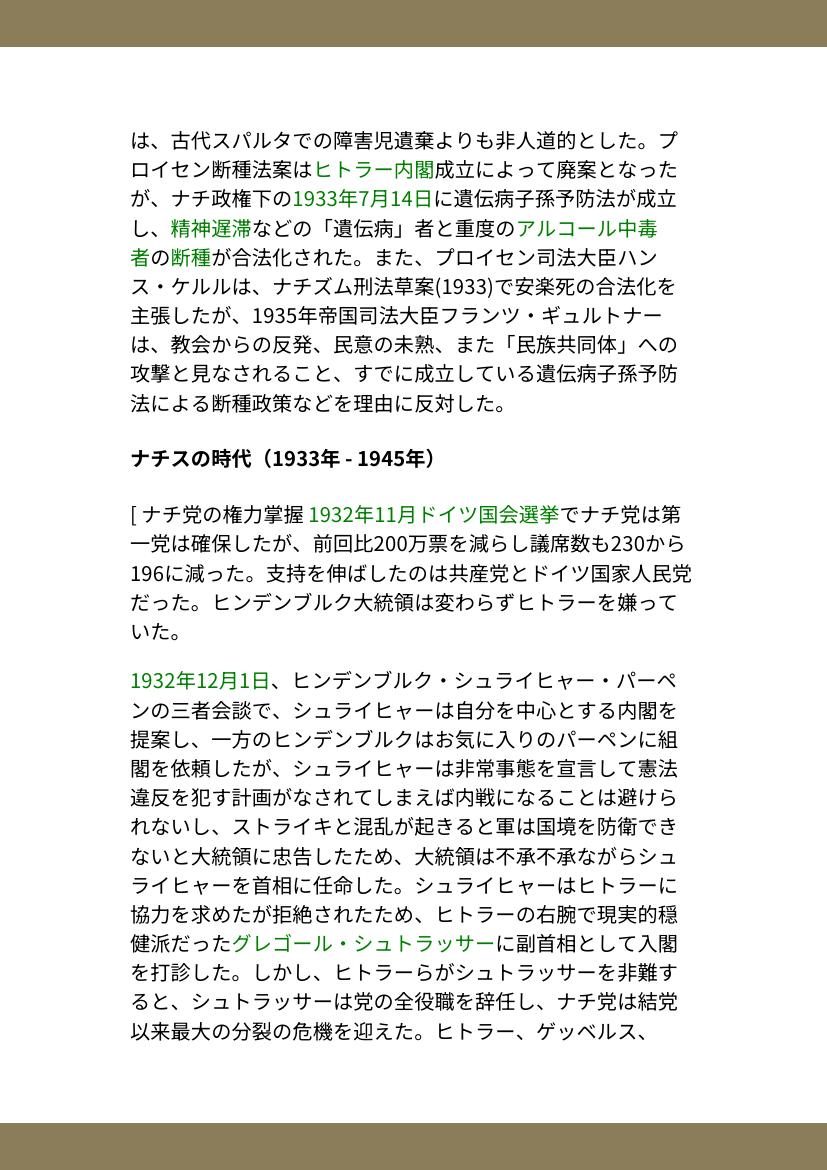 は、古代スパルタでの障害児遺棄よりも非人道的とした。プ
ロイセン断種法案はヒトラー内閣成立によって廃案となった
が、ナチ政権下の1933年7月14日に遺伝病子孫予防法が成立
し、精神遅滞などの「遺伝病」者と重度のアルコール中毒
者の断種が合法化された。また、プロイセン司法大臣ハン
ス・ケルルは、ナチズム刑法草案(1933)で安楽死の合法化を
主張したが、1935年帝国司法大臣フランツ・ギュルトナー
は、教会からの反発、民意の未熟、また「民族共同体」への
攻撃と見なされること、すでに成立している遺伝病子孫予防
法による断種政策などを理由に反対した。
ナチスの時代（1933年 - 1945年）
[ ナチ党の権力掌握 1932年11月ドイツ国会選挙でナチ党は第
一党は確保したが、前回比200万票を減らし議席数も230から
196に減った。支持を伸ばしたのは共産党とドイツ国家人民党
だった。ヒンデンブルク大統領は変わらずヒトラーを嫌って
いた。
1932年12月1日、ヒンデンブルク・シュライヒャー・パーペ
ンの三者会談で、シュライヒャーは自分を中心とする内閣を
提案し、一方のヒンデンブルクはお気に入りのパーペンに組
閣を依頼したが、シュライヒャーは非常事態を宣言して憲法
違反を犯す計画がなされてしまえば内戦になることは避けら
れないし、ストライキと混乱が起きると軍は国境を防衛でき
ないと大統領に忠告したため、大統領は不承不承ながらシュ
ライヒャーを首相に任命した。シュライヒャーはヒトラーに
協力を求めたが拒絶されたため、ヒトラーの右腕で現実的穏
健派だったグレゴール・シュトラッサーに副首相として入閣
を打診した。しかし、ヒトラーらがシュトラッサーを非難す
ると、シュトラッサーは党の全役職を辞任し、ナチ党は結党
以来最大の分裂の危機を迎えた。ヒトラー、ゲッベルス、